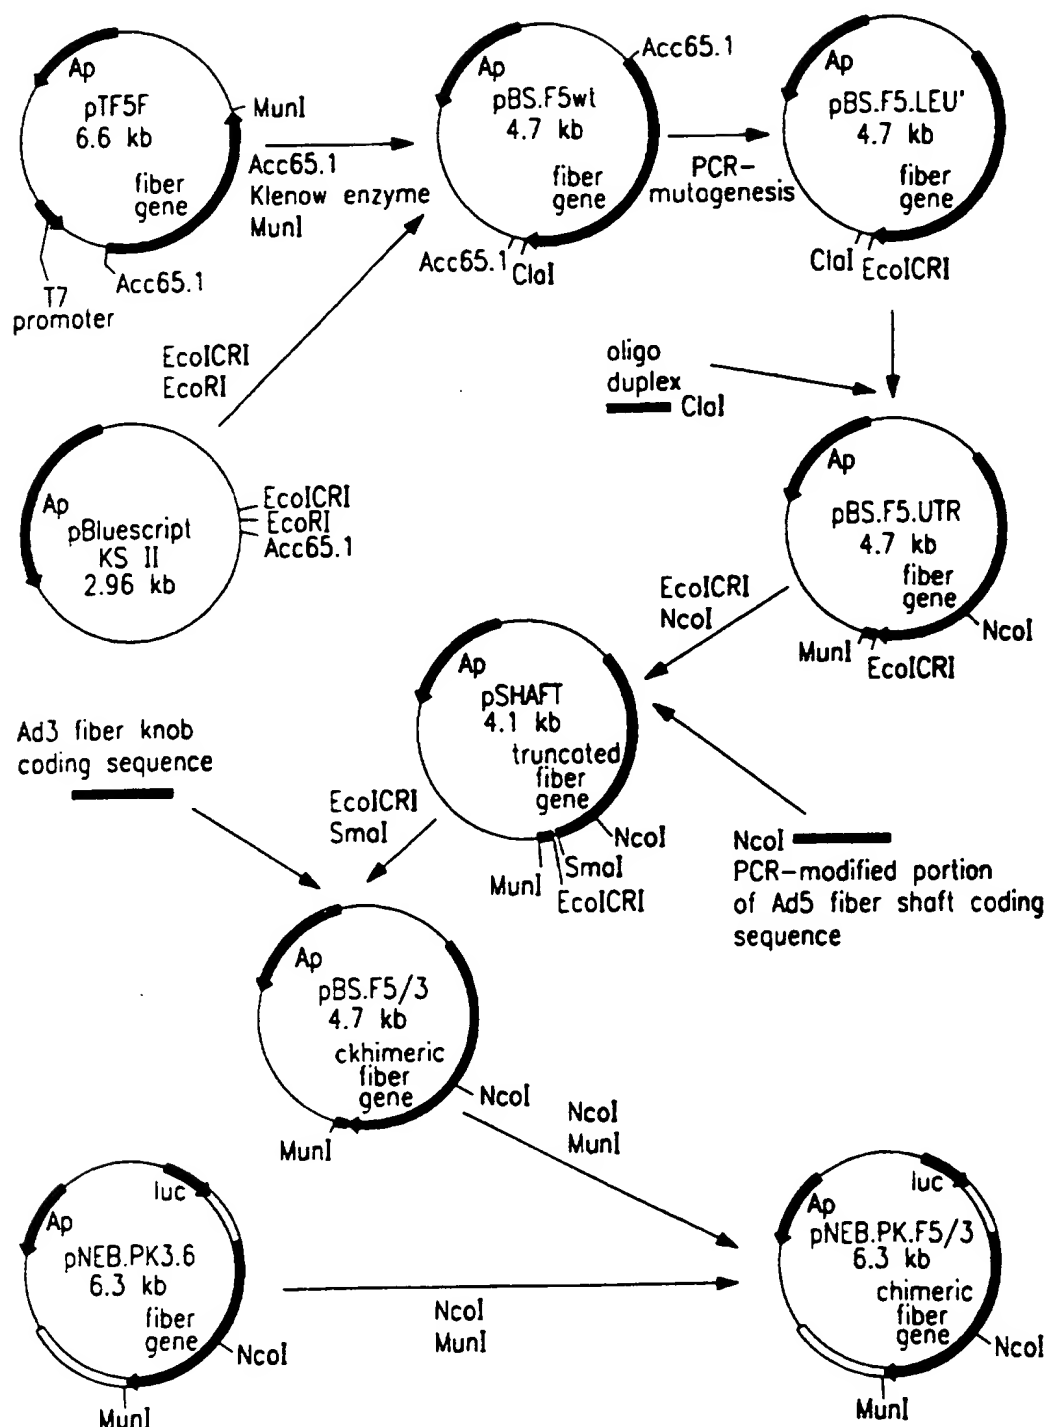 Ap
pTF5F
6.6 kb
MunI
fiber
gene
Acc65.1
T7
promoter
Acc65.1
Klenow enzyme
MunI
Acc65.1
Ap
pBS.F5wt
4.7 kb
fiber
gene
Acc65.1
ClaI
PCR-
mutagenesis
Ap
pBS.F5.LEU'
4.7 kb
fiber
gene
ClaI
EcoICRI
EcoICRI
EcoRI
oligo
duplex
ClaI
Ap
pBluescript
KS II
2.96 kb
EcoICRI
EcoRI
Acc65.1
Ap
pBS.F5.UTR
4.7 kb
fiber
gene
NcoI
MunI
EcoICRI
EcoICRI
NcoI
Ap
pSHAFT
4.1 kb
truncated
fiber
gene
NcoI
SmaI
MunI
EcoICRI
Ad3 fiber knob
coding sequence
EcoICRI
SmaI
NcoI
PCR-modified portion
of Ad5 fiber shaft coding
sequence
Ap
pBS.F5/3
4.7 kb
ckhimeric
fiber
gene
NcoI
MunI
NcoI
MunI
luc
Ap
pNEB.PK3.6
6.3 kb
fiber
gene
NcoI
MunI
NcoI
MunI
luc
Ap
pNEB.PK.F5/3
6.3 kb
chimeric
fiber
gene
NcoI
MunI